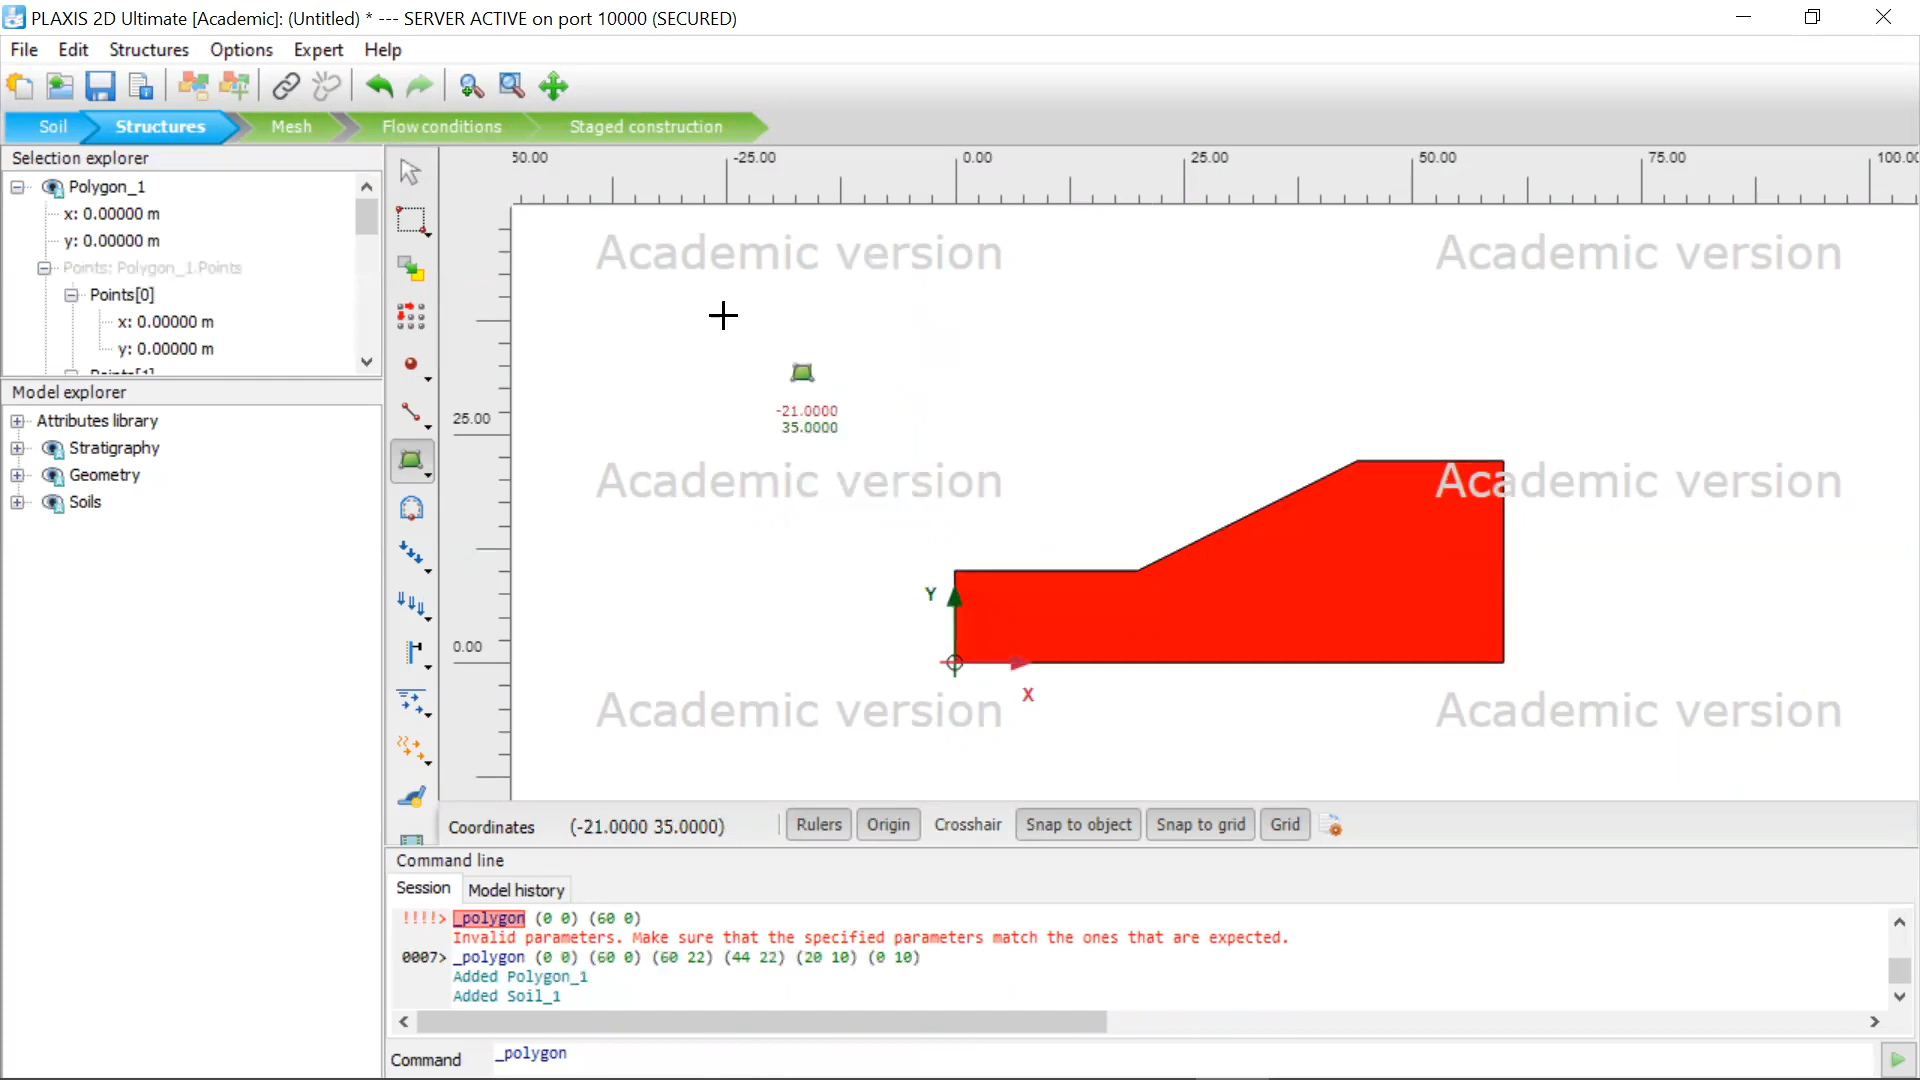 PLAXIS 2D Ultimate [Academic]: (Untitled) * --- SERVER ACTIVE on port 10000 (SECURED)
File Edit Structures Options Expert Help
Soil Structures Mesh Flow conditions Staged construction
Selection explorer
Polygon_1
x: 0.00000 m
y: 0.00000 m
Points: Polygon_1.Points
Points[0]
x: 0.00000 m
y: 0.00000 m
Points[1]
Model explorer
Attributes library
Stratigraphy
Geometry
Soils
50.00 -25.00 0.00 25.00 50.00 75.00 100.00
Academic version Academic version
-21.0000
35.0000
25.00
Academic version Academic version
Y
0.00
X
Academic version Academic version
Coordinates (-21.0000 35.0000) Rulers Origin Crosshair Snap to object Snap to grid Grid
Command line
Session Model history
!!!!> _polygon (0 0) (60 0)
Invalid parameters. Make sure that the specified parameters match the ones that are expected.
0007> _polygon (0 0) (60 0) (60 22) (44 22) (20 10) (0 10)
Added Polygon_1
Added Soil_1
Command _polygon